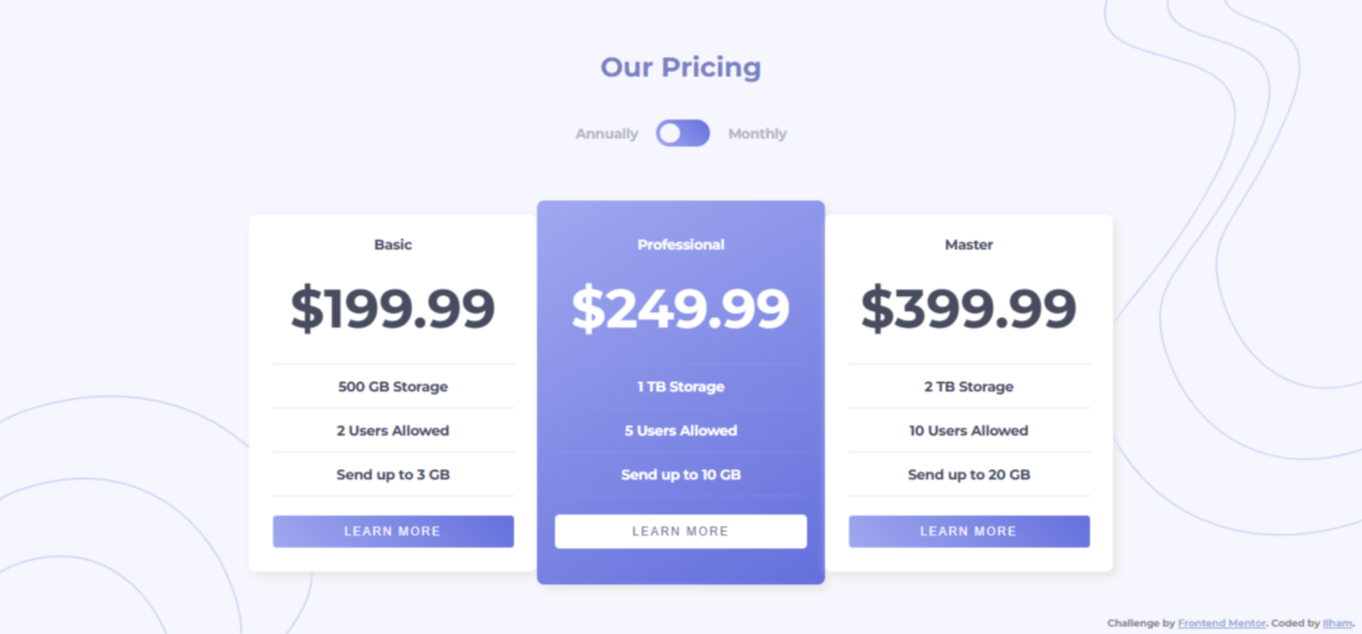 Our Pricing
Annually Monthly
Basic
$199.99
500 GB Storage
2 Users Allowed
Send up to 3 GB
LEARN MORE
Professional
$249.99
1 TB Storage
5 Users Allowed
Send up to 10 GB
LEARN MORE
Master
$399.99
2 TB Storage
10 Users Allowed
Send up to 20 GB
LEARN MORE
Challenge by Frontend Mentor. Coded by Ilham.